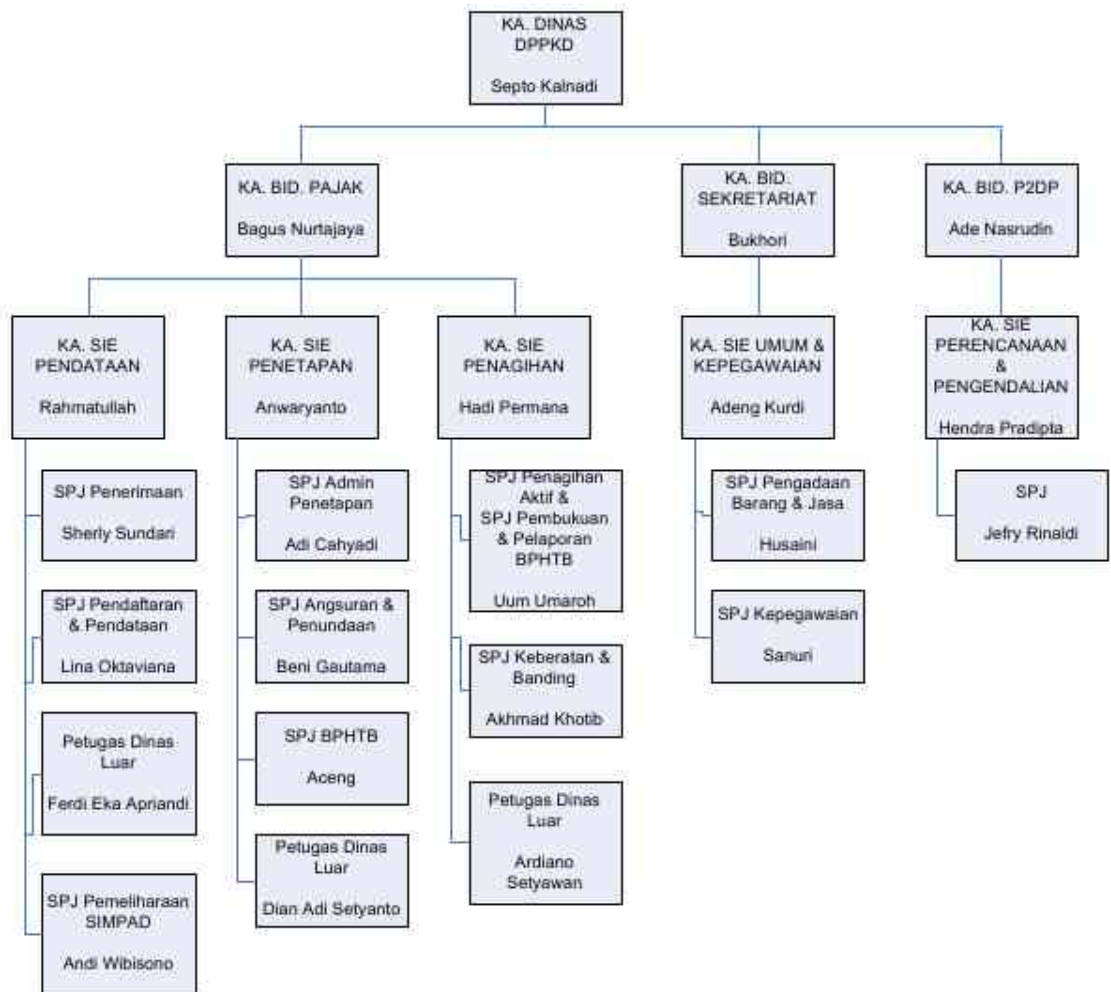 KA. DINAS
DPPKD
Septo Kalnadi
KA. BID. PAJAK
Bagus Nurtajaya
KA. BID.
SEKRETARIAT
Bukhori
KA. BID. P2DP
Ade Nasrudin
KA. SIE
PENDATAAN
Rahmatullah
KA. SIE
PENETAPAN
Anwaryanto
KA. SIE
PENAGIHAN
Hadi Permana
KA. SIE UMUM &
KEPEGAWAIAN
Adeng Kurdi
KA. SIE
PERENCANAAN
&
PENGENDALIAN
Hendra Pradipta
SPJ Penerimaan
Sherly Sundari
SPJ Pendaftaran
& Pendataan
Lina Oktaviana
Petugas Dinas
Luar
Ferdi Eka Apriandi
SPJ Pemeliharaan
SIMPAD
Andi Wibisono
SPJ Admin
Penetapan
Adi Cahyadi
SPJ Angsuran &
Penundaan
Beni Gautama
SPJ BPHTB
Aceng
Petugas Dinas
Luar
Dian Adi Setyanto
SPJ Penagihan
Aktif &
SPJ Pembukuan
& Pelaporan
BPHTB
Uum Umaroh
SPJ Keberatan &
Banding
Akhmad Khotib
Petugas Dinas
Luar
Ardiano
Setyawan
SPJ Pengadaan
Barang & Jasa
Husaini
SPJ Kepegawaian
Sanuri
SPJ
Jefry Rinaldi